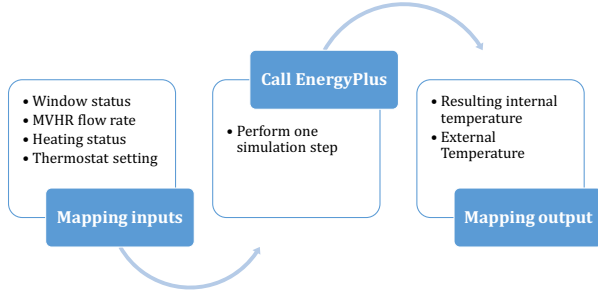 • Window status
• MVHR flow rate
• Heating status
• Thermostat setting
Mapping inputs
Call EnergyPlus
• Perform one
simulation step
• Resulting internal
temperature
• External
Temperature
Mapping output